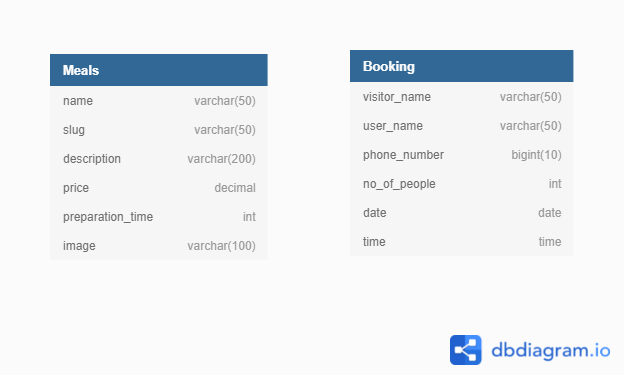 Meals
name varchar(50)
slug varchar(50)
description varchar(200)
price decimal
preparation_time int
image varchar(100)
Booking
visitor_name varchar(50)
user_name varchar(50)
phone_number bigint(10)
no_of_people int
date date
time time
dbdiagram.io